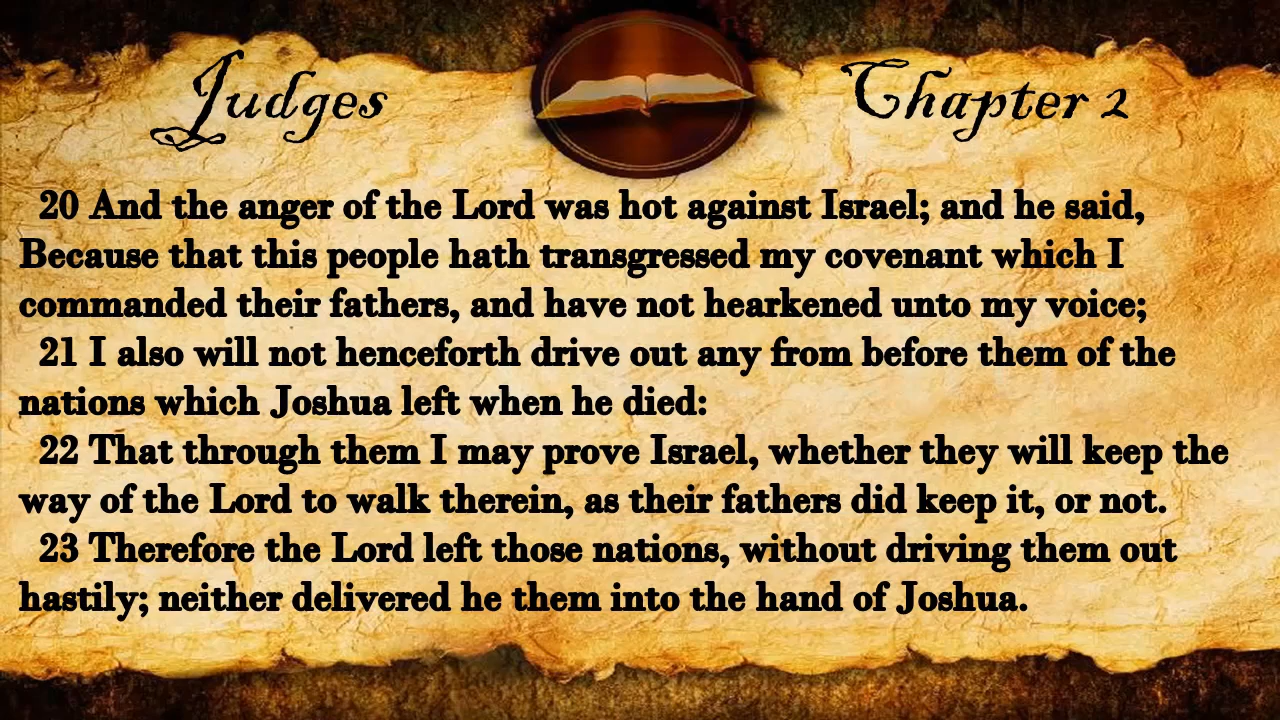 Judges
Chapter 2
20 And the anger of the Lord was hot against Israel; and he said,
Because that this people hath transgressed my covenant which I
commanded their fathers, and have not hearkened unto my voice;
21 I also will not henceforth drive out any from before them of the
nations which Joshua left when he died:
22 That through them I may prove Israel, whether they will keep the
way of the Lord to walk therein, as their fathers did keep it, or not.
23 Therefore the Lord left those nations, without driving them out
hastily; neither delivered he them into the hand of Joshua.